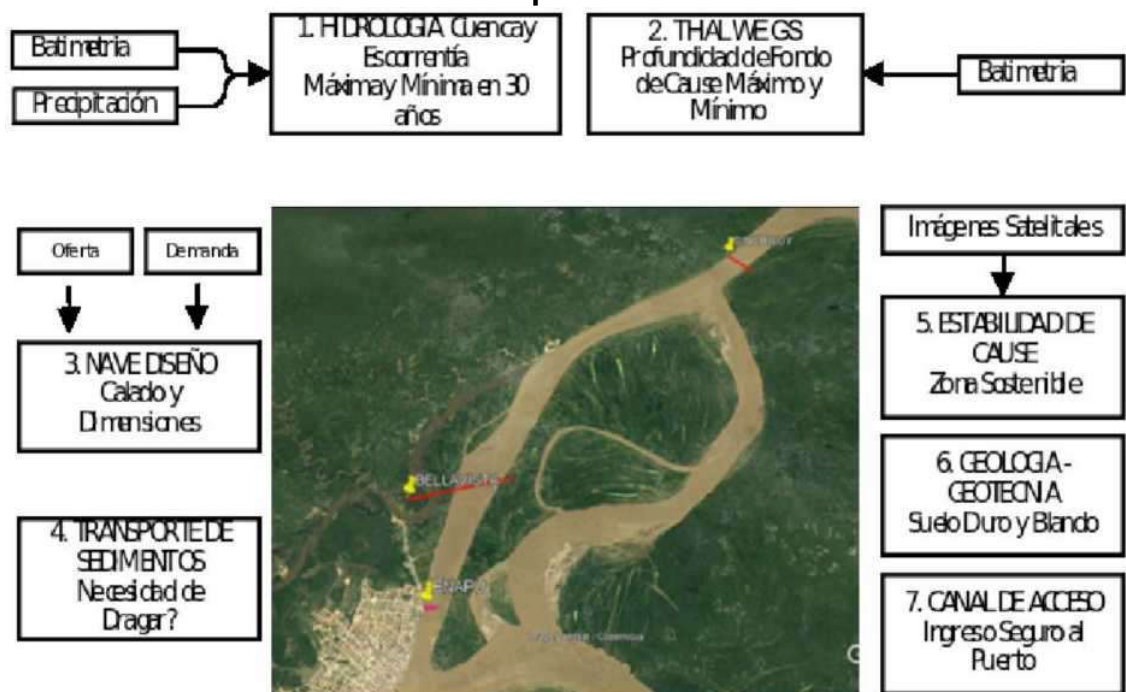 Batimetria
Precipitación
1. HIDROLOGIA Cuenca y
Escorrentía
Máxima y Mínima en 30
años
2. THALWEGS
Profundidad de Fondo
de Cause Máximo y
Mínimo
Batimetria
Oferta
Demanda
3. NAVE DISEÑO
Calado y
Dimensiones
4. TRANSPORTE DE
SEDIMENTOS
Necesidad de
Dragar?
BELLAVISTA
ENAPU
Imágenes Satelitales
5. ESTABILIDAD DE
CAUSE
Zona Sostenible
6. GEOLOGIA -
GEOTECNIA
Suelo Duro y Blando
7. CANAL DE ACCESO
Ingreso Seguro al
Puerto